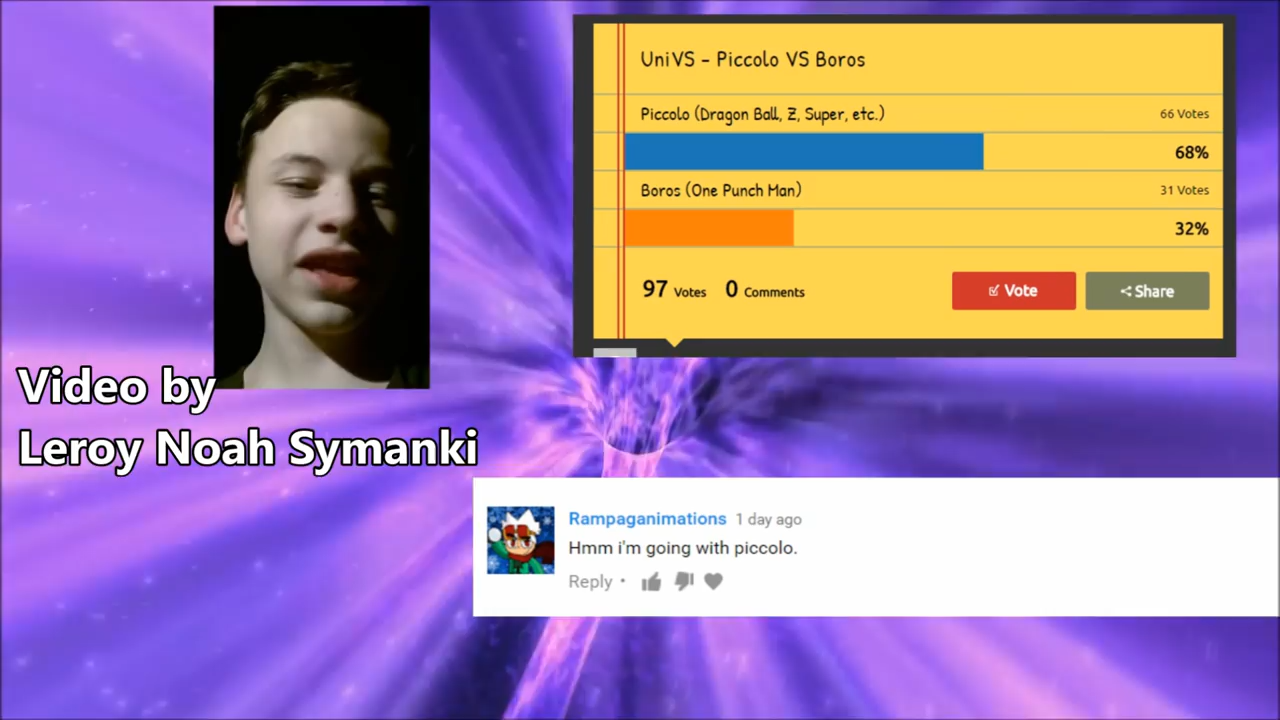 UniVS - Piccolo VS Boros
Piccolo (Dragon Ball, Z, Super, etc.) 66 Votes
68%
Boros (One Punch Man) 31 Votes
32%
97 Votes 0 Comments Vote Share
Video by
Leroy Noah Symanki
Rampaganimations 1 day ago
Hmm i'm going with piccolo.
Reply •